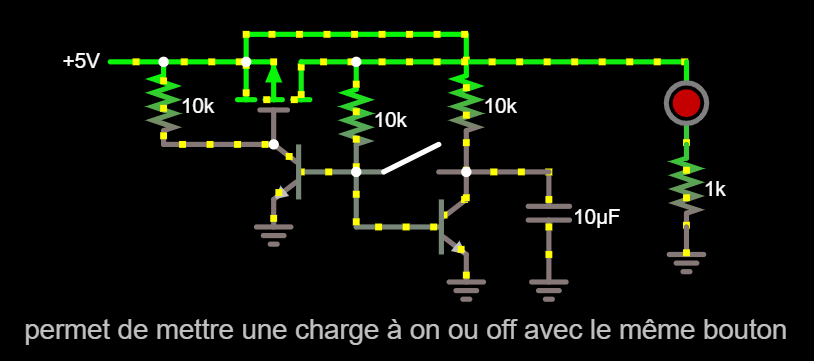 +5V
10k
10k
10k
1k
10µF
permet de mettre une charge à on ou off avec le même bouton